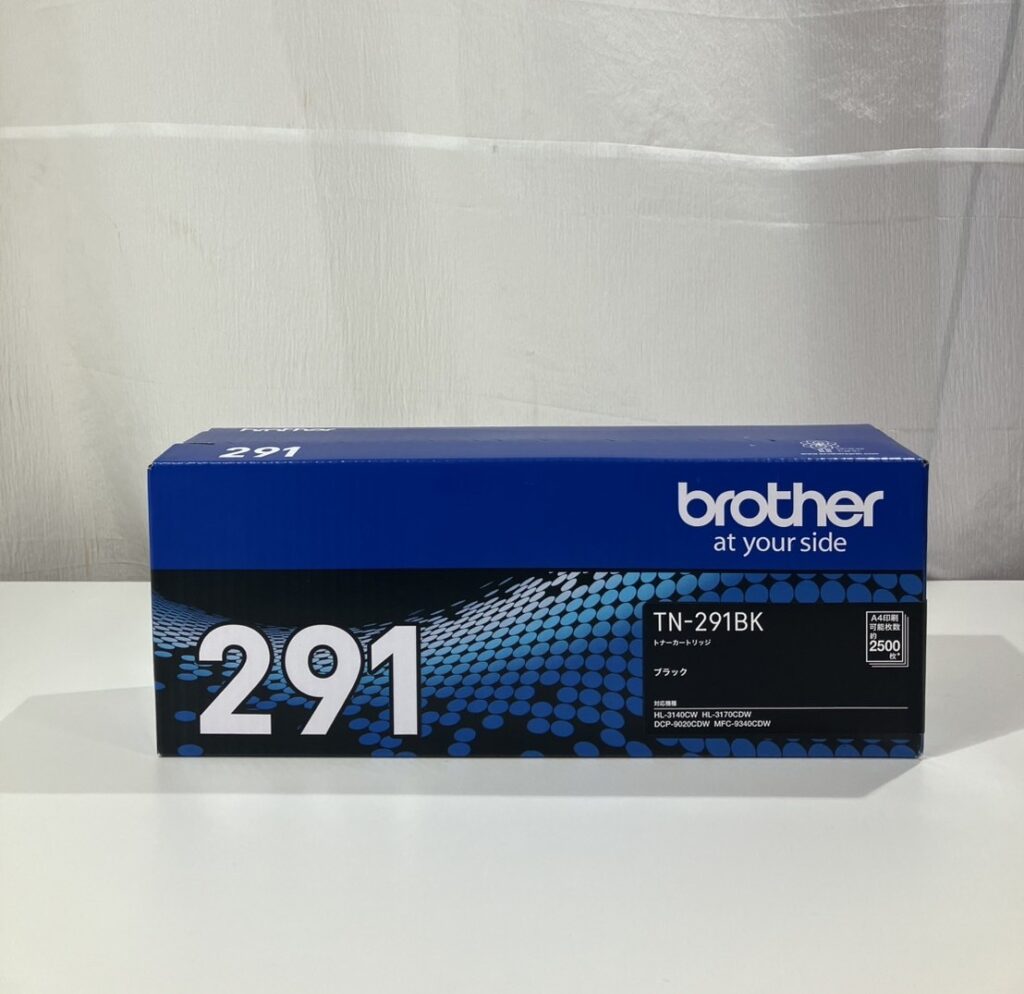 291
brother
at your side
291
TN-291BK
トナーカートリッジ
ブラック
A4印刷
可能枚数
約
2500
枚*
対応機種
HL-3140CW HL-3170CDW
DCP-9020CDW MFC-9340CDW